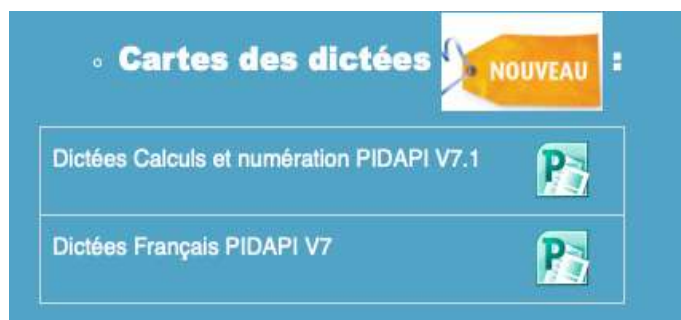 ◦ Cartes des dictées NOUVEAU :
Dictées Calculs et numération PIDAPI V7.1
Dictées Français PIDAPI V7